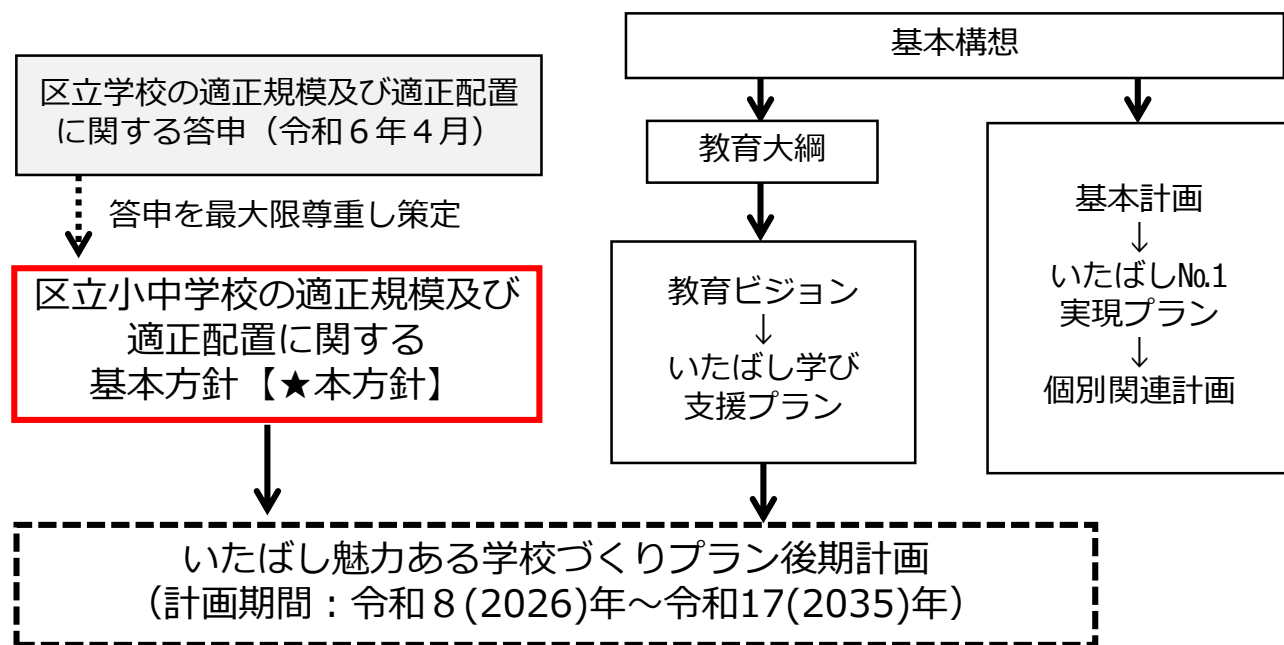 基本構想
区立学校の適正規模及び適正配置
に関する答申（令和６年４月）
教育大綱
答申を最大限尊重し策定
区立小中学校の適正規模及び
適正配置に関する
基本方針【★本方針】
教育ビジョン
↓
いたばし学び
支援プラン
基本計画
↓
いたばし№1
実現プラン
↓
個別関連計画
いたばし魅力ある学校づくりプラン後期計画
（計画期間：令和８(2026)年～令和17(2035)年）